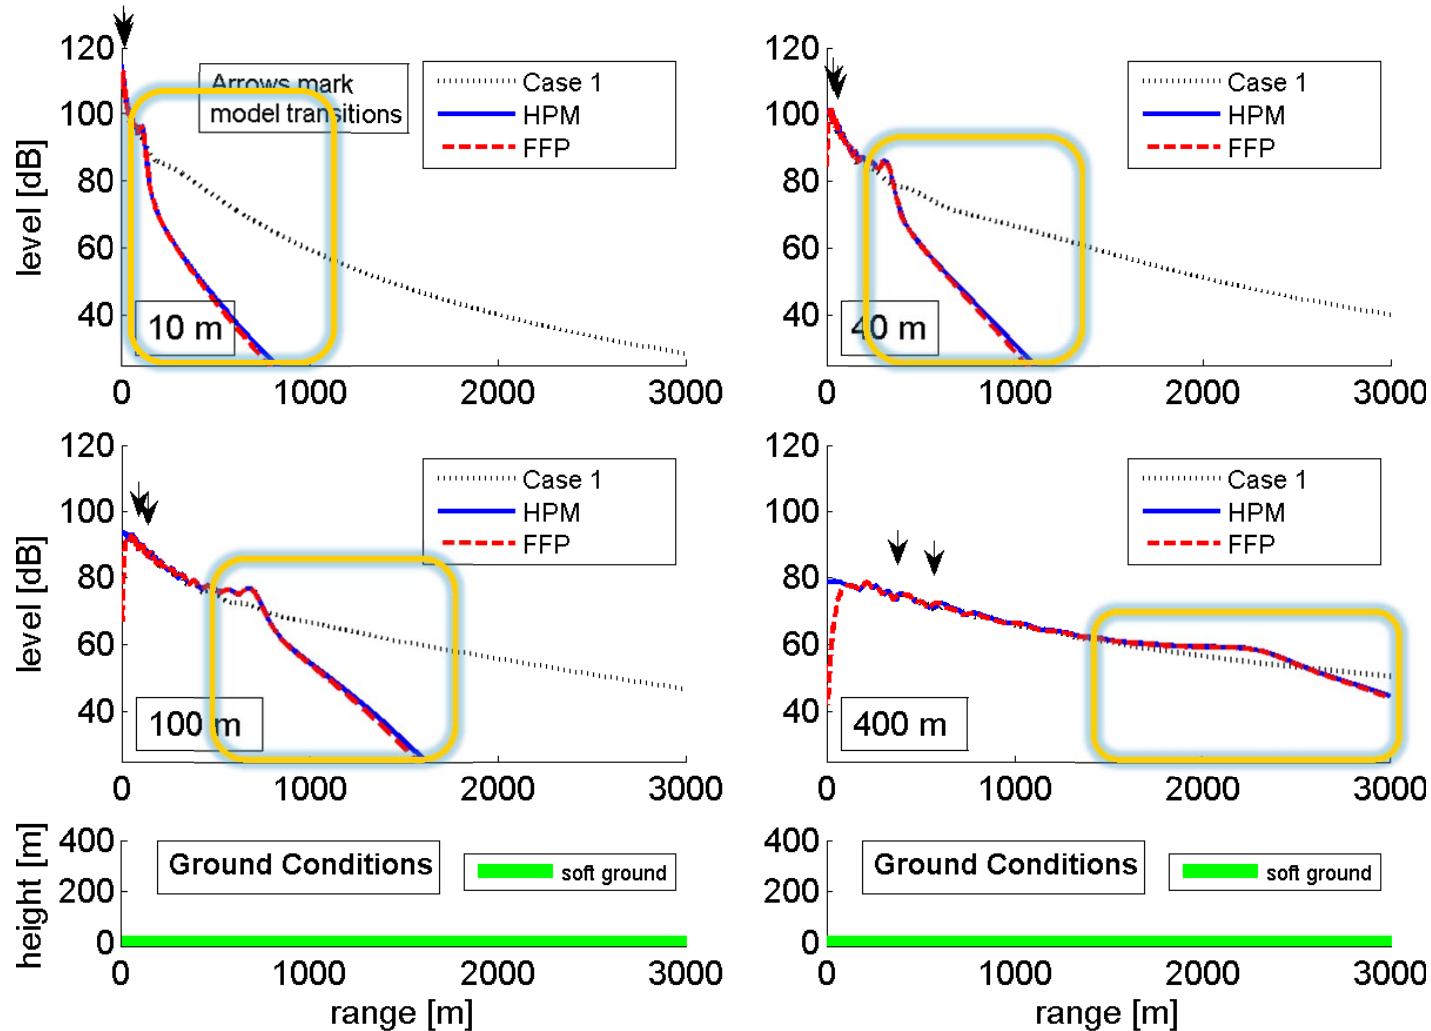 120
100
80
60
40
level [dB]
Arrows mark
model transitions
Case 1
HPM
FFP
10 m
0
1000
2000
3000
120
100
80
60
40
Case 1
HPM
FFP
40 m
0
1000
2000
3000
120
100
80
60
40
level [dB]
Case 1
HPM
FFP
100 m
0
1000
2000
3000
120
100
80
60
40
Case 1
HPM
FFP
400 m
0
1000
2000
3000
400
200
0
height [m]
Ground Conditions
soft ground
0
1000
2000
3000
range [m]
400
200
0
Ground Conditions
soft ground
0
1000
2000
3000
range [m]